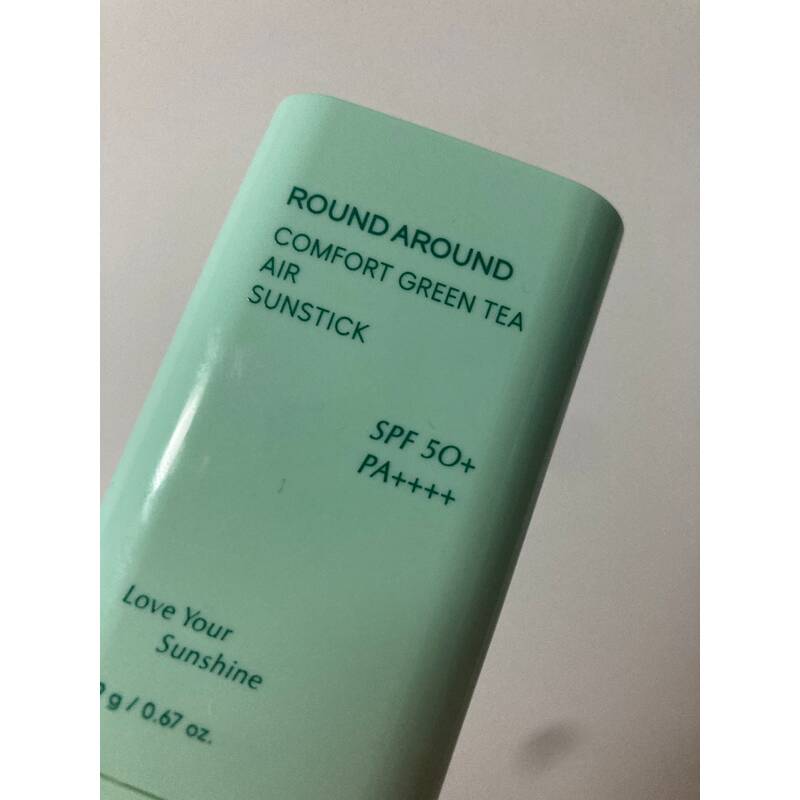 ROUND AROUND
COMFORT GREEN TEA
AIR
SUNSTICK
SPF 50+
PA++++
Love Your
Sunshine
g / 0.67 oz.